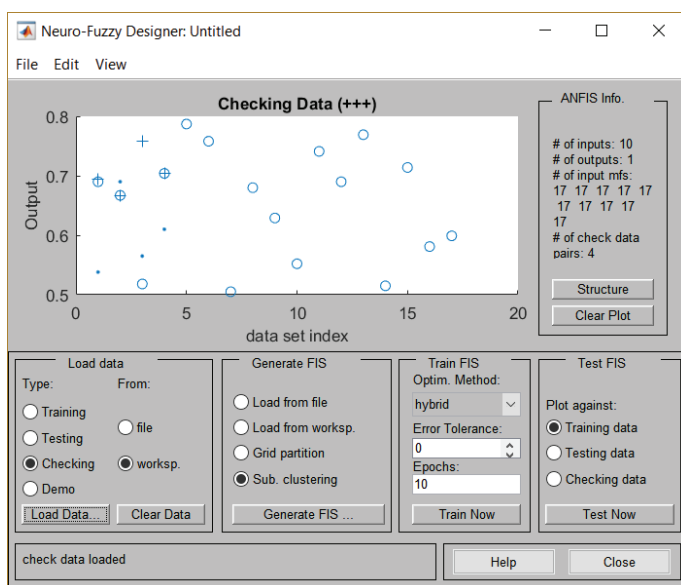 Neuro-Fuzzy Designer: Untitled
File Edit View
Checking Data (+++)
0.8
0.7
0.6
0.5
Output
0 5 10 15 20
data set index
ANFIS Info.
# of inputs: 10
# of outputs: 1
# of input mfs:
17 17 17 17 17
17 17 17 17
17
# of check data
pairs: 4
Structure
Clear Plot
Load data
Type: From:
Training
Testing
Checking
Demo
file
worksp.
Load Data... Clear Data
Generate FIS
Load from file
Load from worksp.
Grid partition
Sub. clustering
Generate FIS ...
Train FIS
Optim. Method:
hybrid
Error Tolerance:
0
Epochs:
10
Train Now
Test FIS
Plot against:
Training data
Testing data
Checking data
Test Now
check data loaded
Help Close